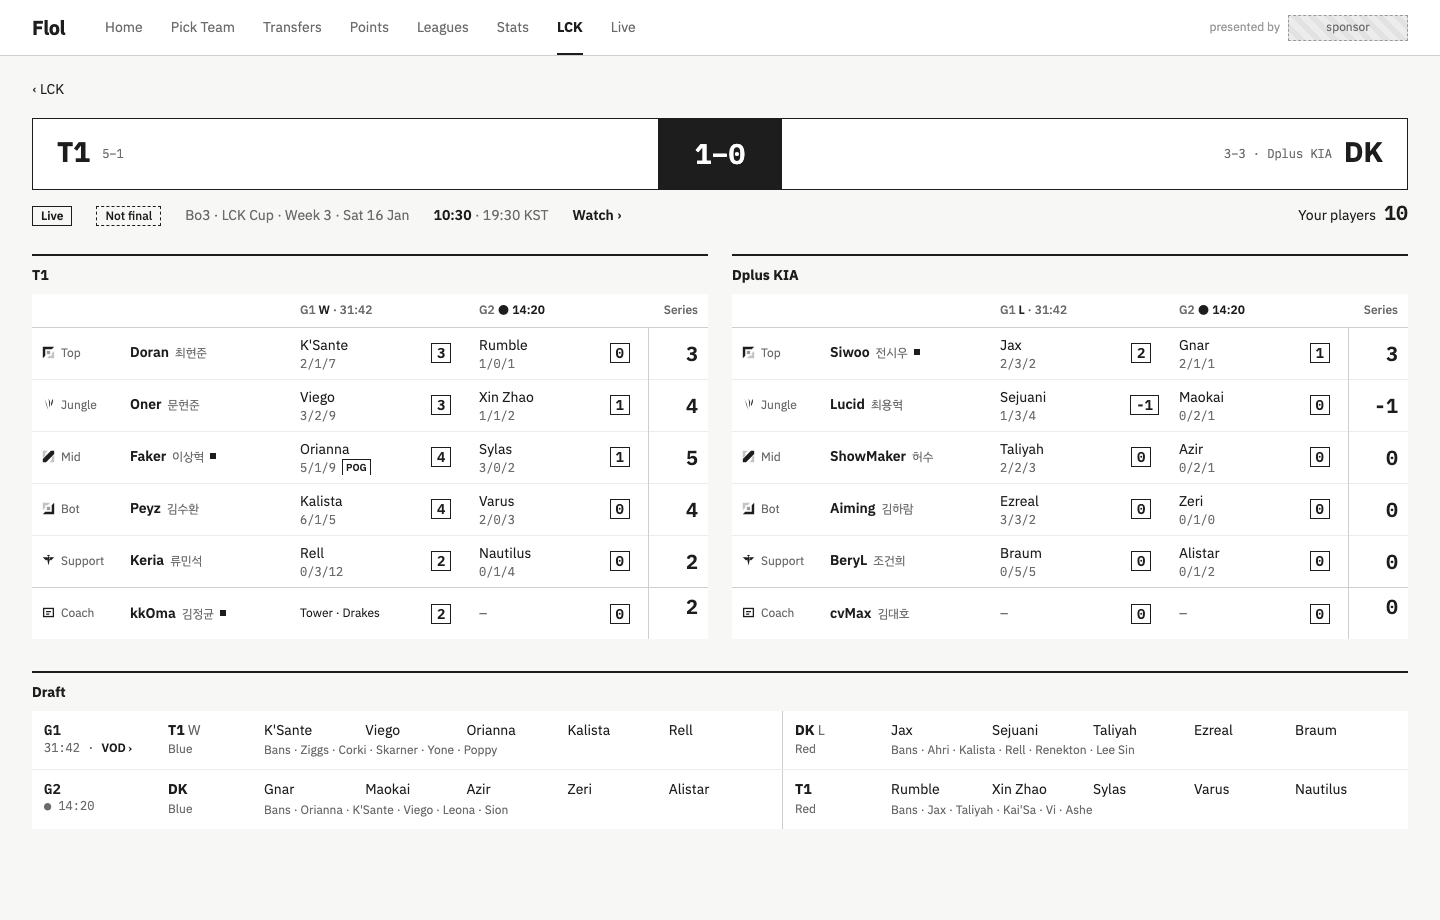 Flol Home Pick Team Transfers Points Leagues Stats LCK Live presented by sponsor
‹ LCK
T1 5–1 1–0 3–3 · Dplus KIA DK
Live Not final Bo3 · LCK Cup · Week 3 · Sat 16 Jan 10:30 · 19:30 KST Watch › Your players 10
T1
G1 W · 31:42 G2 ● 14:20 Series
Top Doran 최현준 K'Sante 2/1/7 3 Rumble 1/0/1 0 3
Jungle Oner 문현준 Viego 3/2/9 3 Xin Zhao 1/1/2 1 4
Mid Faker 이상혁 ■ Orianna 5/1/9 POG 4 Sylas 3/0/2 1 5
Bot Peyz 김수환 Kalista 6/1/5 4 Varus 2/0/3 0 4
Support Keria 류민석 Rell 0/3/12 2 Nautilus 0/1/4 0 2
Coach kkOma 김정균 ■ Tower · Drakes 2 – 0 2
Dplus KIA
G1 L · 31:42 G2 ● 14:20 Series
Top Siwoo 전시우 ■ Jax 2/3/2 2 Gnar 2/1/1 1 3
Jungle Lucid 최용혁 Sejuani 1/3/4 -1 Maokai 0/2/1 0 -1
Mid ShowMaker 허수 Taliyah 2/2/3 0 Azir 0/2/1 0 0
Bot Aiming 김하람 Ezreal 3/3/2 0 Zeri 0/1/0 0 0
Support BeryL 조건희 Braum 0/5/5 0 Alistar 0/1/2 0 0
Coach cvMax 김대호 – 0 – 0 0
Draft
G1 T1 W K'Sante Viego Orianna Kalista Rell DK L Jax Sejuani Taliyah Ezreal Braum
31:42 · VOD › Blue Bans · Ziggs · Corki · Skarner · Yone · Poppy Red Bans · Ahri · Kalista · Rell · Renekton · Lee Sin
G2 DK Gnar Maokai Azir Zeri Alistar T1 Rumble Xin Zhao Sylas Varus Nautilus
● 14:20 Blue Bans · Orianna · K'Sante · Viego · Leona · Sion Red Bans · Jax · Taliyah · Kai'Sa · Vi · Ashe